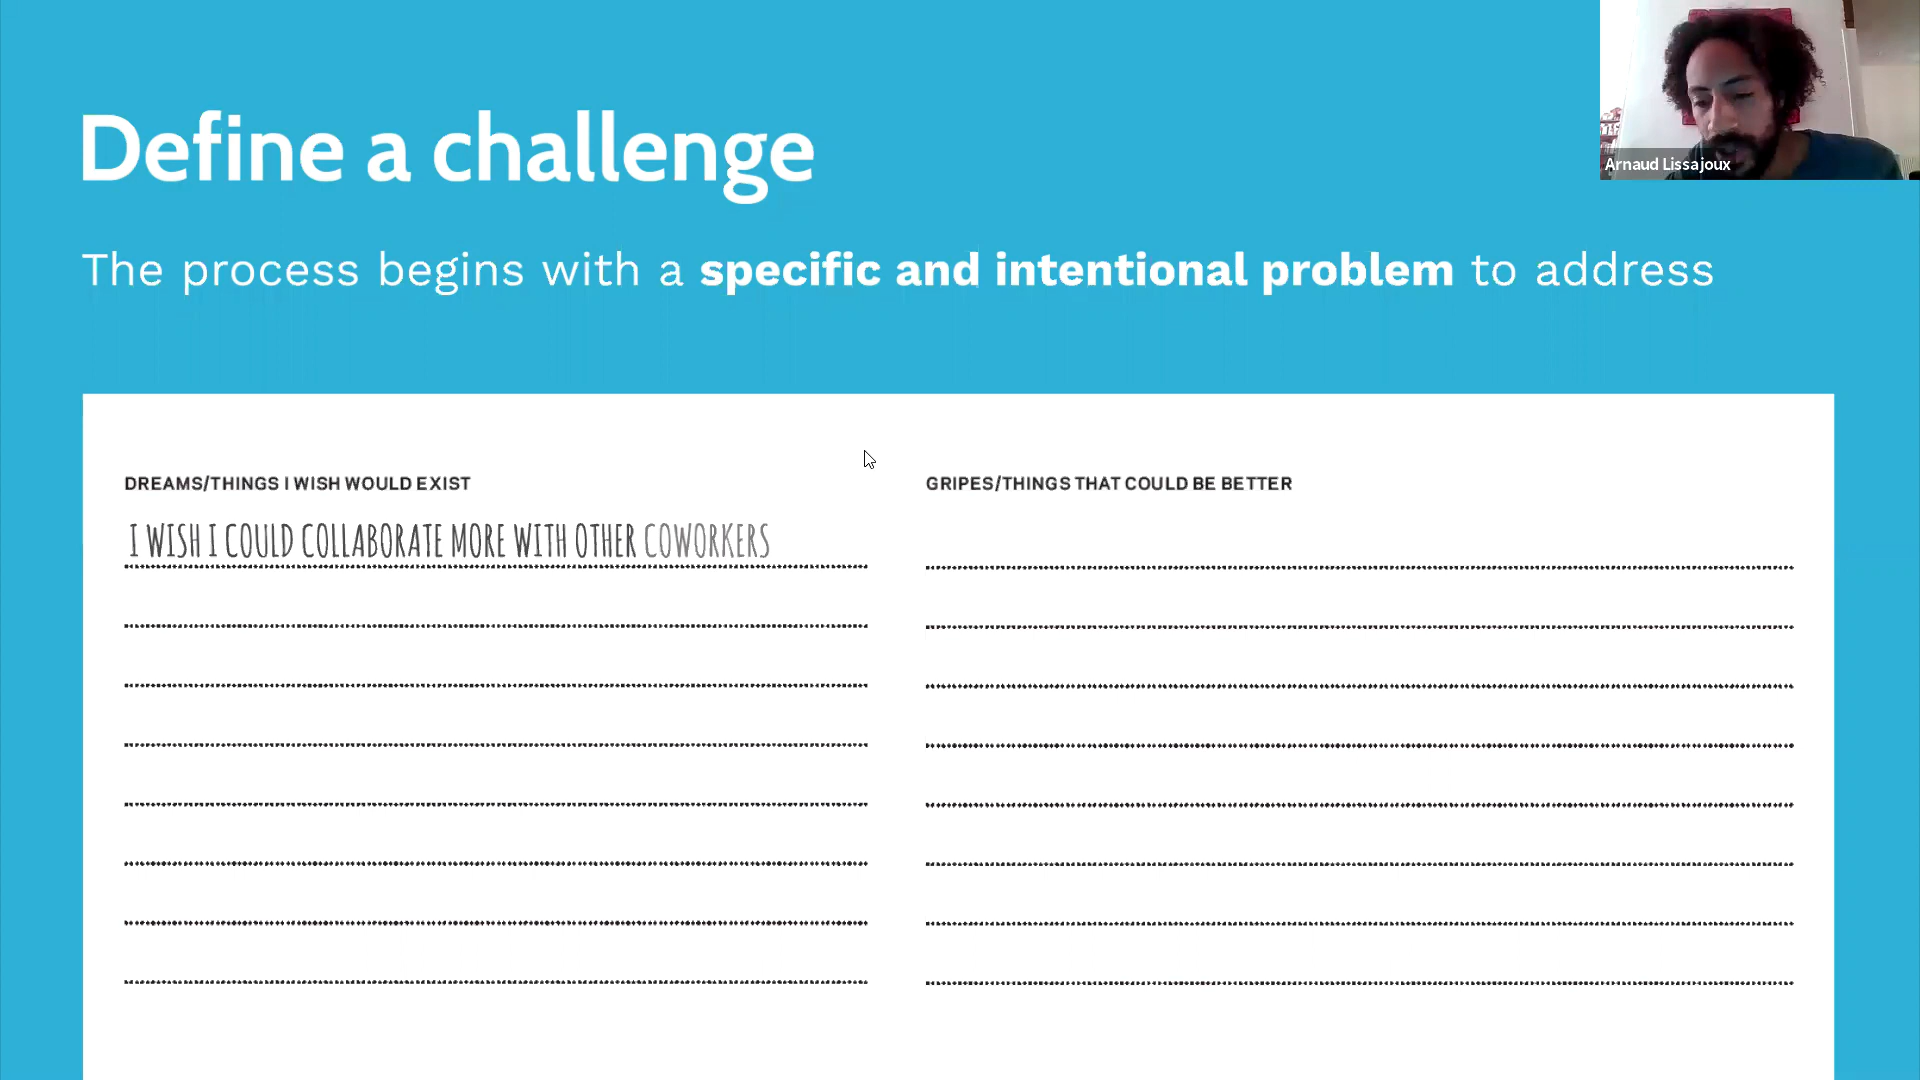 Define a challenge
The process begins with a specific and intentional problem to address
Arnaud Lissajoux
DREAMS/THINGS I WISH WOULD EXIST
I WISH I COULD COLLABORATE MORE WITH OTHER COWORKERS
GRIPES/THINGS THAT COULD BE BETTER